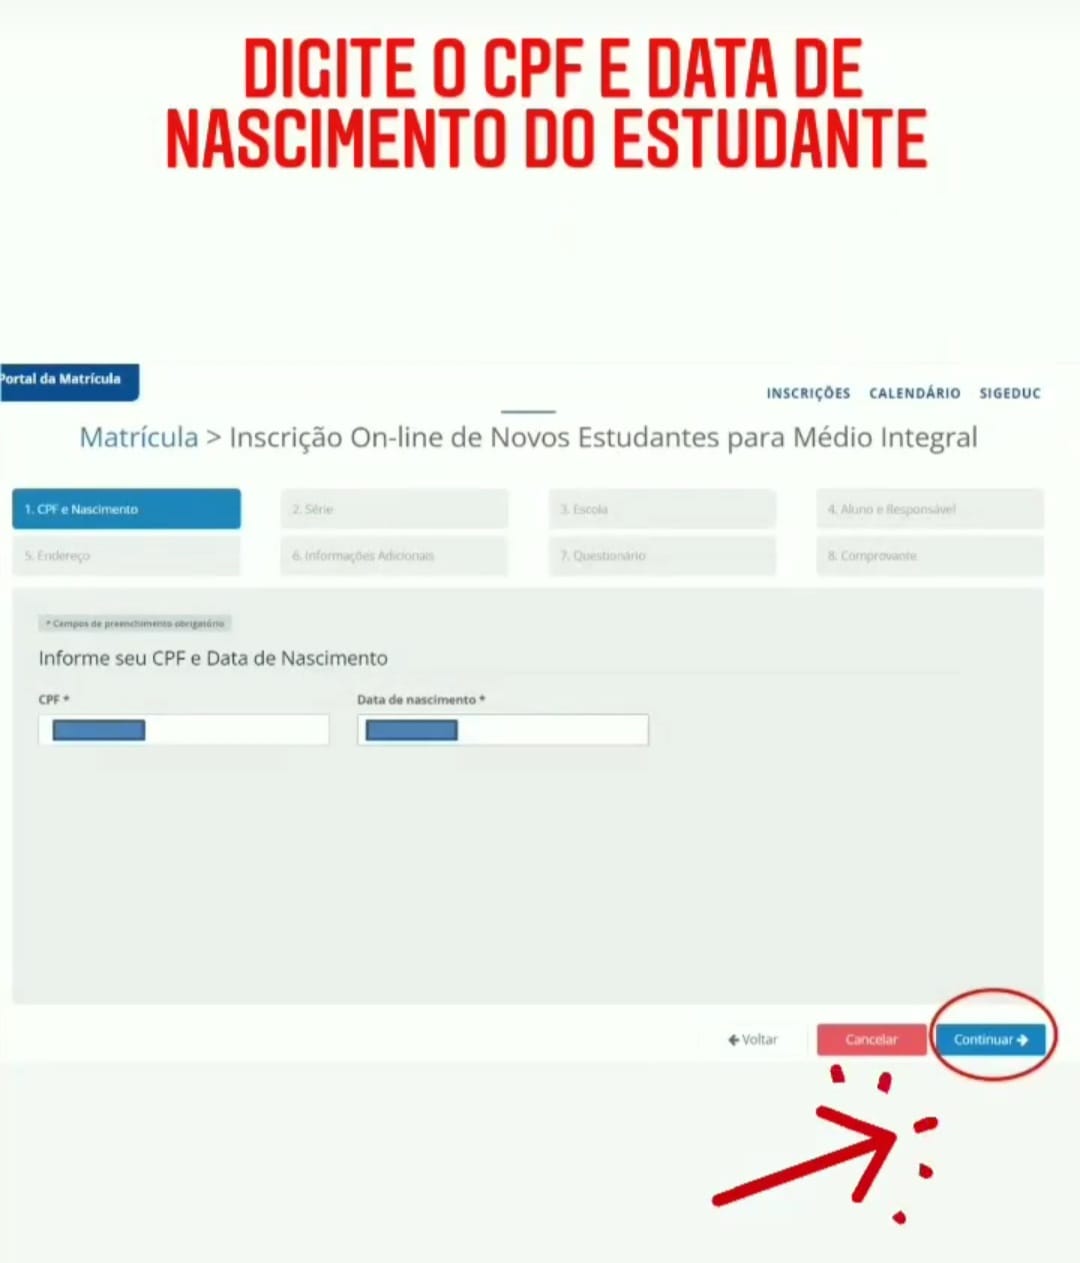 DIGITE O CPF E DATA DE
NASCIMENTO DO ESTUDANTE
Portal da Matrícula
INSCRIÇÕES CALENDÁRIO SIGEDUC
Matrícula > Inscrição On-line de Novos Estudantes para Médio Integral
1. CPF e Nascimento
2. Série
3. Escola
4. Aluno e Responsável
5. Endereço
6. Informações Adicionais
7. Questionário
8. Comprovante
* Campos de preenchimento obrigatório
Informe seu CPF e Data de Nascimento
CPF *
Data de nascimento *
Voltar
Cancelar
Continuar